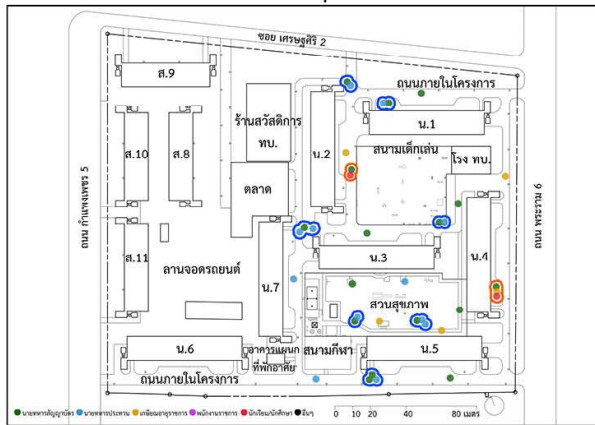 ซอย เศรษฐศิริ 2
ส.9
ถนนภายในโครงการ
ร้านสวัสดิการ
ทบ.
น.2
น.1
สนามเด็กเล่น
โรง ทบ.
ส.10
ส.8
ถนน กำแพงเพชร 5
ถนน พระราม 6
ตลาด
น.4
ส.11
ลานจอดรถยนต์
น.7
น.3
สวนสุขภาพ
น.6
อาคารแผนก
ที่พักอาศัย
สนามกีฬา
น.5
ถนนภายในโครงการ
นายทหารสัญญาบัตร นายทหารประทวน เกษียณอายุราชการ พนักงานราชการ นักเรียน/นักศึกษา อื่นๆ
0 10 20 40 80 เมตร